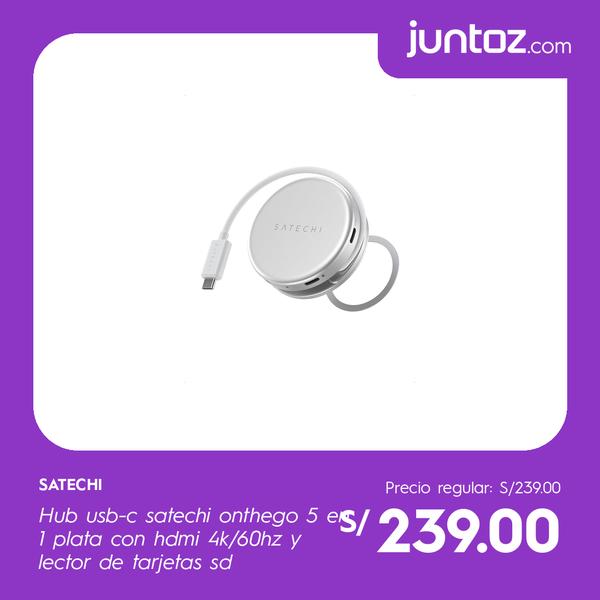 juntoz.com
SATECHI
SATECHI
Precio regular: S/239.00
Hub usb-c satechi onthego 5 en
1 plata con hdmi 4k/60hz y
lector de tarjetas sd
S/ 239.00